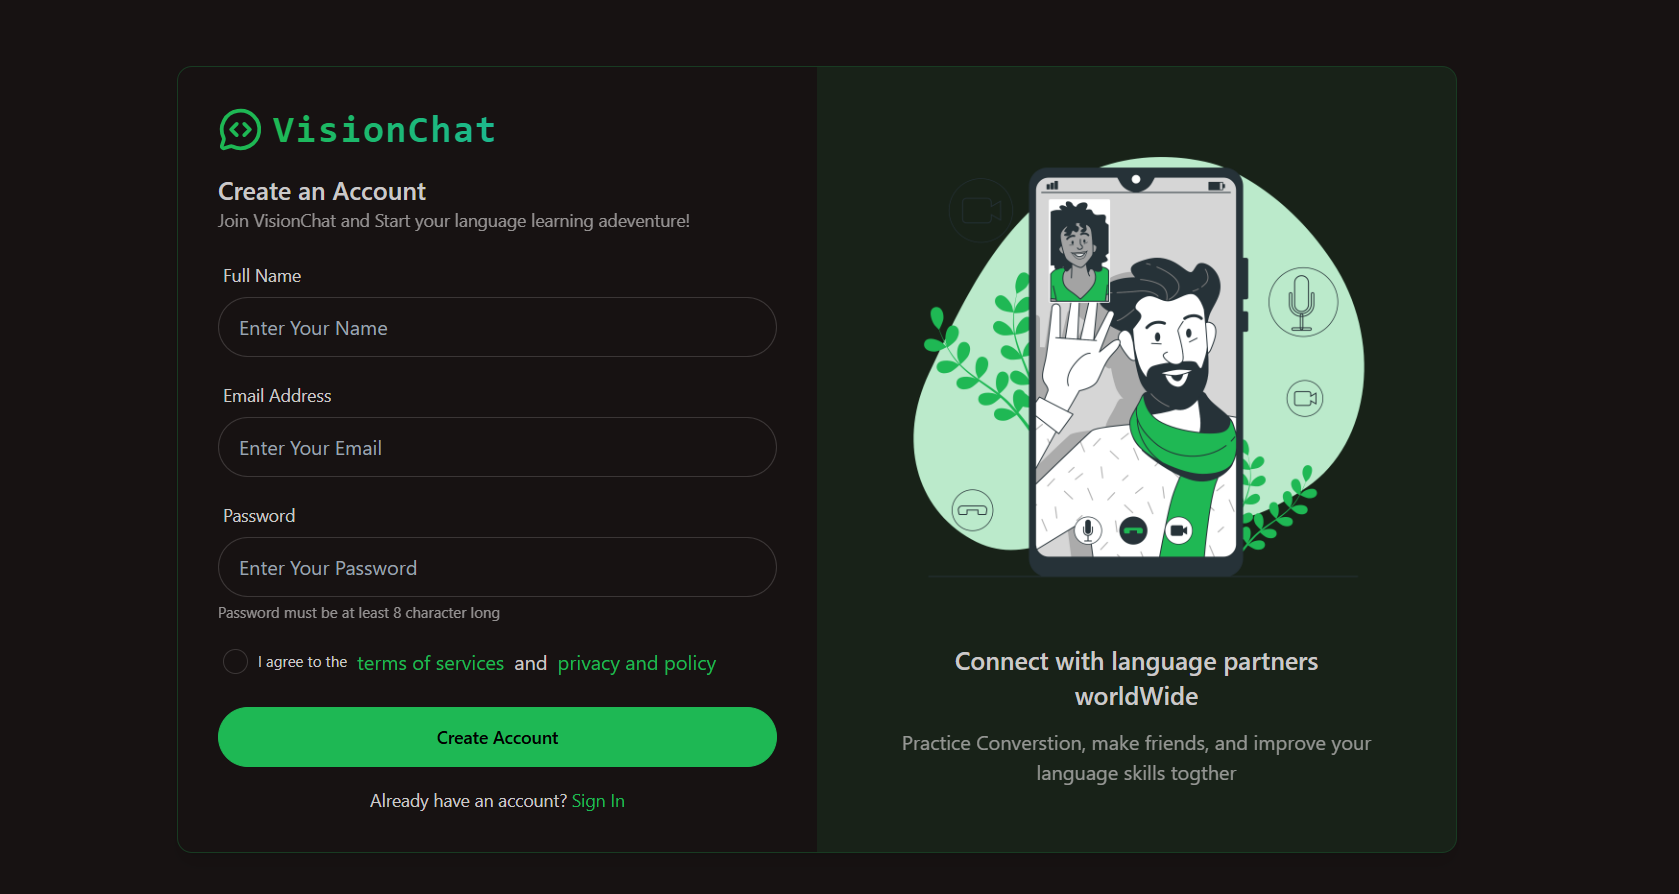 VisionChat
Create an Account
Join VisionChat and Start your language learning adeventure!
Full Name
Enter Your Name
Email Address
Enter Your Email
Password
Enter Your Password
Password must be at least 8 character long
I agree to the terms of services and privacy and policy
Create Account
Already have an account? Sign In
Connect with language partners
worldWide
Practice Converstion, make friends, and improve your
language skills togther